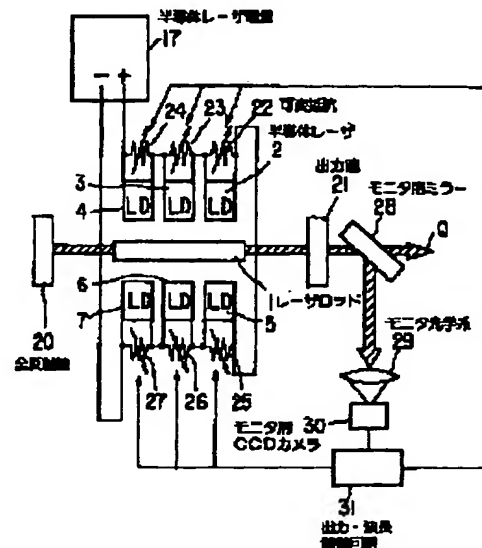 半導体レーザ電源
17
- +
24
23
22 可変抵抗
半導体レーザ
2
3
4
LD LD LD
出力鏡
21
モニタ用ミラー
28
Q
20
全反射鏡
1 レーザロッド
6
7
LD LD LD
5
モニタ光学系
29
27
26
25
モニタ用
CCDカメラ
30
31
出力・波長
制御回路